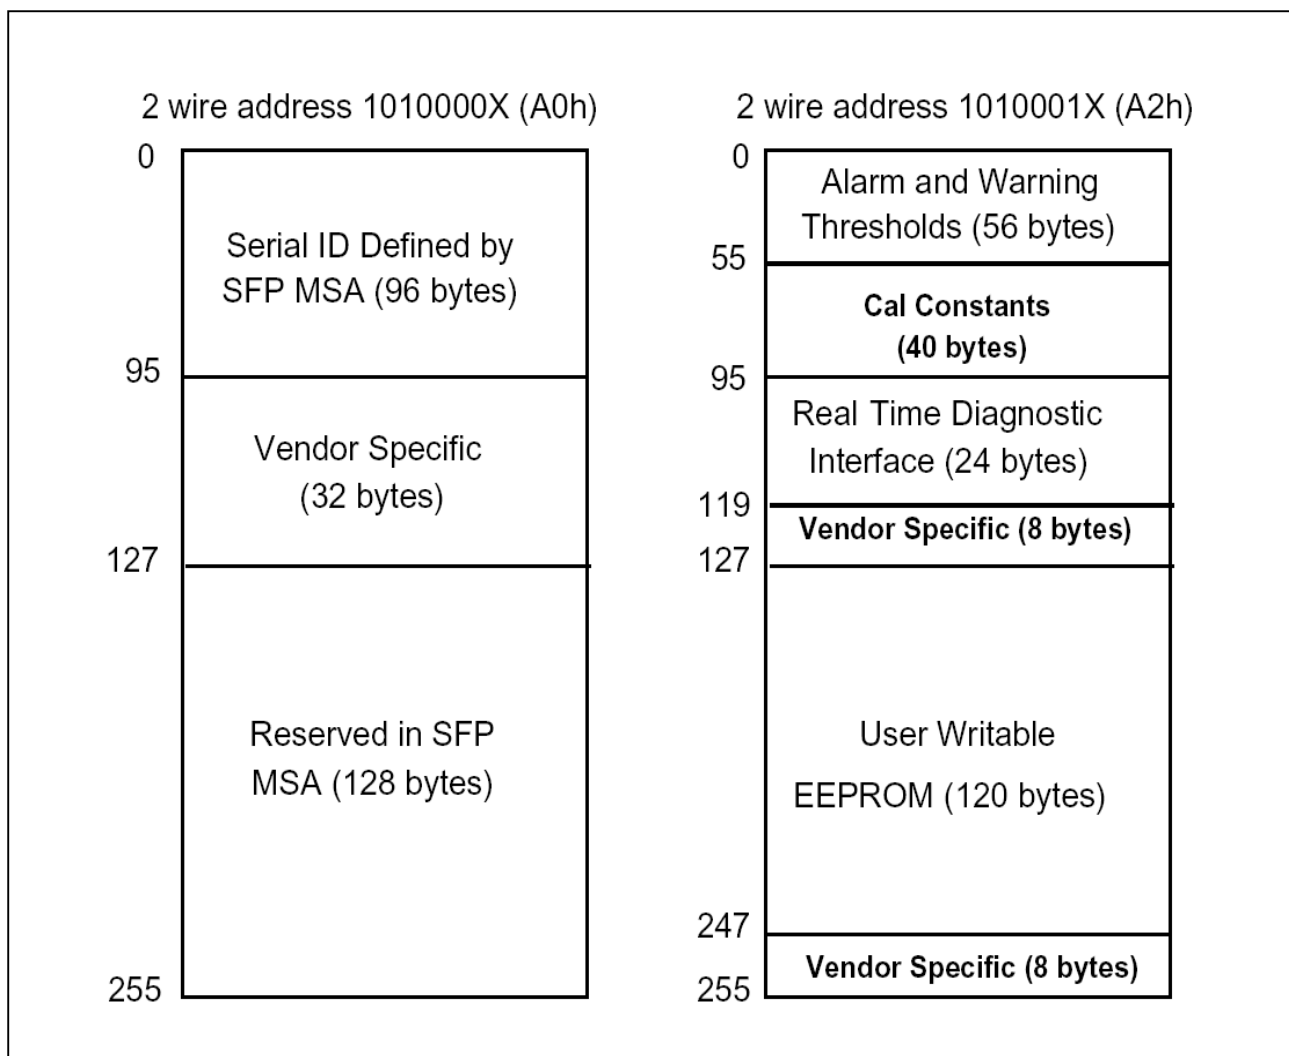 2 wire address 1010000X (A0h)
0
Serial ID Defined by
SFP MSA (96 bytes)
95
Vendor Specific
(32 bytes)
127
Reserved in SFP
MSA (128 bytes)
255
2 wire address 1010001X (A2h)
0
Alarm and Warning
Thresholds (56 bytes)
55
Cal Constants
(40 bytes)
95
Real Time Diagnostic
Interface (24 bytes)
119
Vendor Specific (8 bytes)
127
User Writable
EEPROM (120 bytes)
247
Vendor Specific (8 bytes)
255